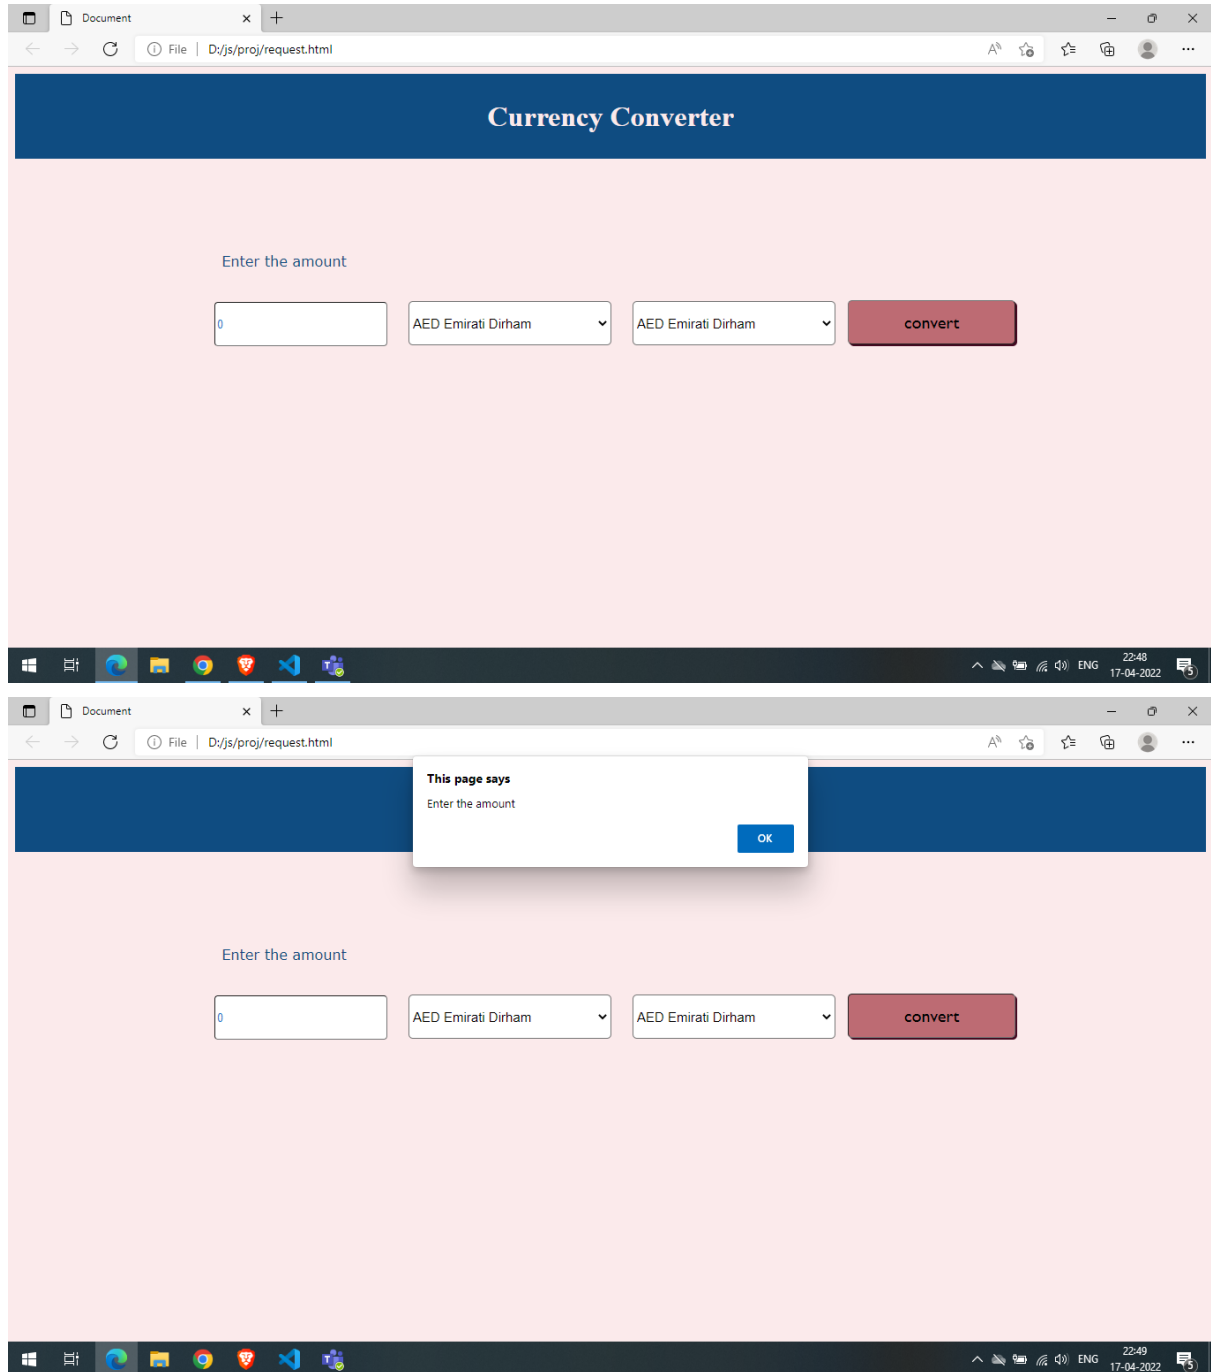 Document
File | D:/js/proj/request.html
Currency Converter
Enter the amount
0 AED Emirati Dirham AED Emirati Dirham convert
ENG 22:48
17-04-2022 5
Document
File | D:/js/proj/request.html
This page says
Enter the amount
OK
Enter the amount
0 AED Emirati Dirham AED Emirati Dirham convert
ENG 22:49
17-04-2022 5